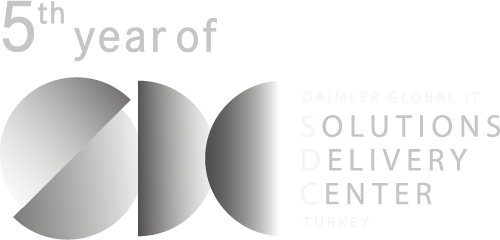 5th year of
DAIMLER GLOBAL IT
SOLUTIONS
DELIVERY
CENTER
TURKEY